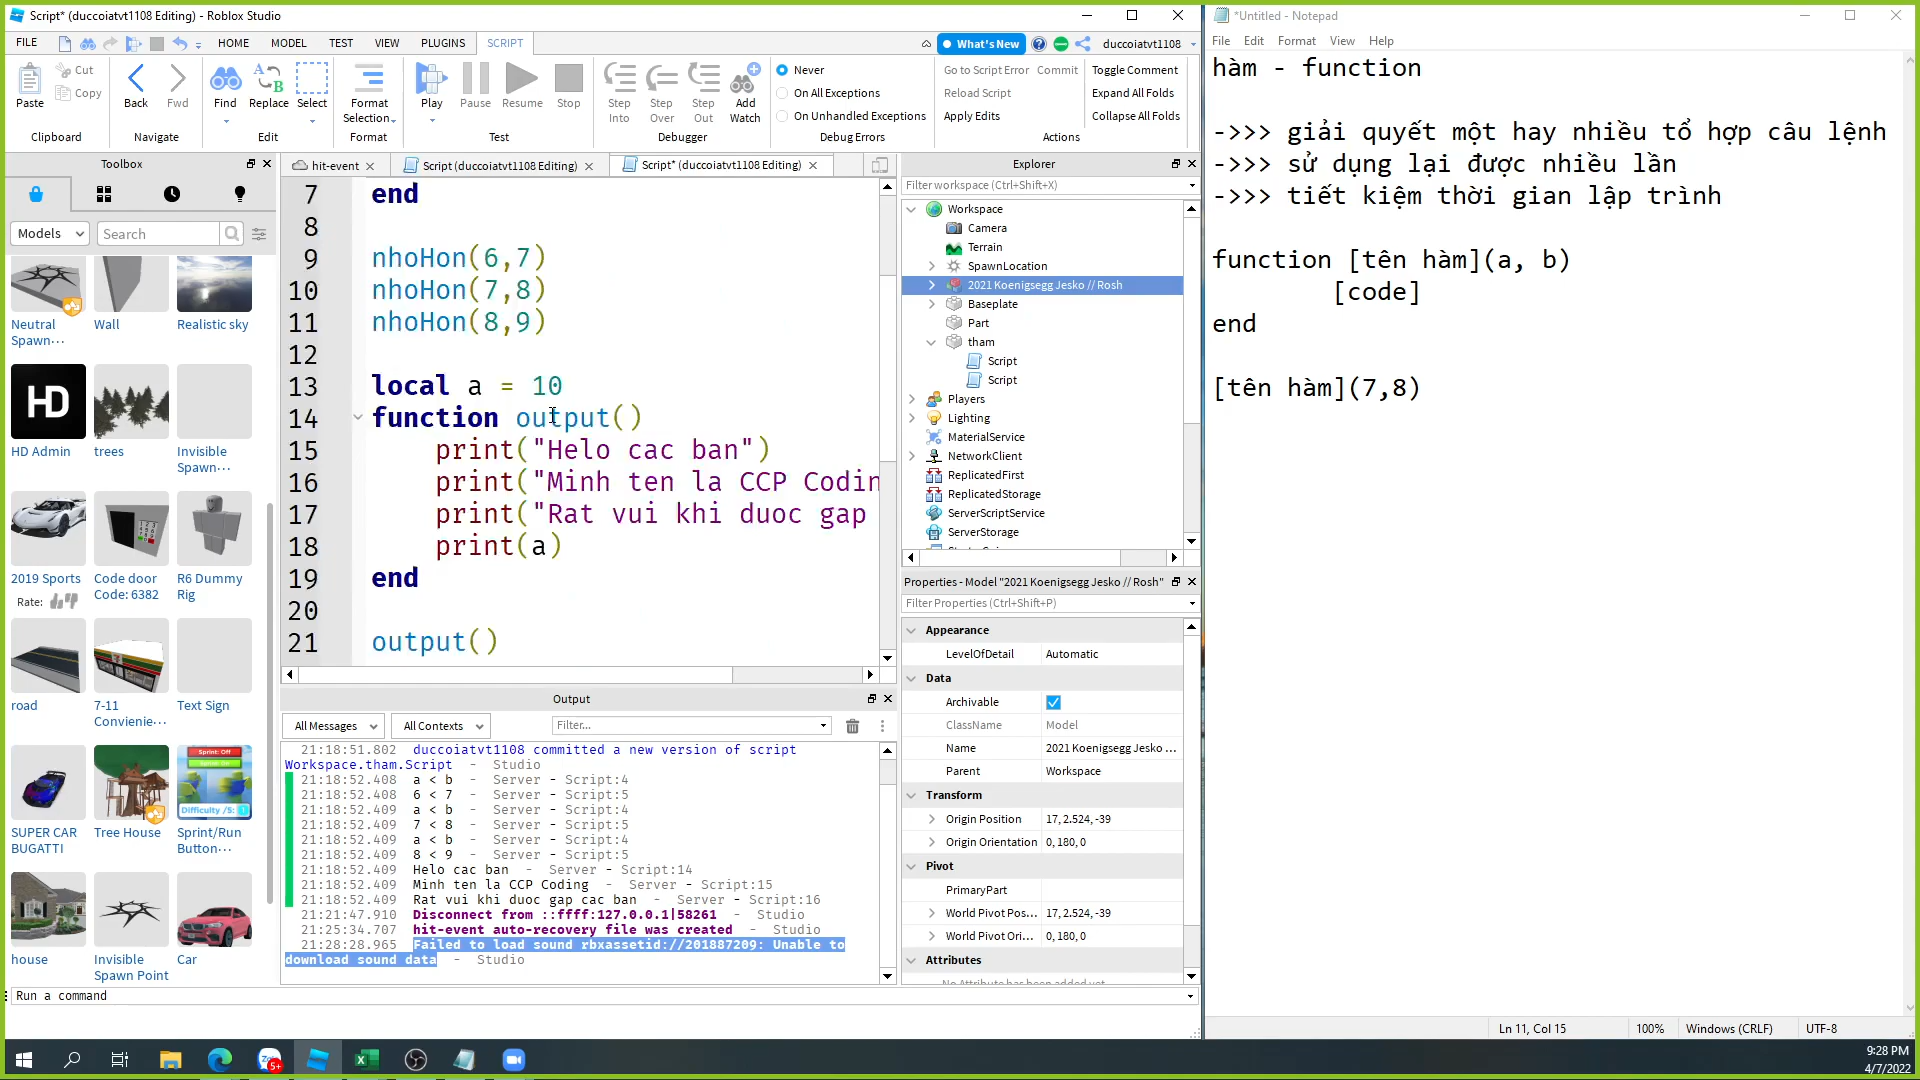 Script* (duccoiatvt1108 Editing) - Roblox Studio
FILE HOME MODEL TEST VIEW PLUGINS SCRIPT What's New duccoiatvt1108
Paste Cut Copy Back Fwd Find Replace Select Format Selection Play Pause Resume Stop Step Into Step Over Step Out Add Watch
Never
On All Exceptions
On Unhandled Exceptions
Go to Script Error Commit Toggle Comment
Reload Script Expand All Folds
Apply Edits Collapse All Folds
Clipboard Navigate Edit Format Test Debugger Debug Errors Actions
Toolbox
Models Search
Neutral Spawn...
Wall
Realistic sky
HD
HD Admin
trees
Invisible Spawn...
2019 Sports
Rate:
Code door Code: 6382
R6 Dummy Rig
road
7-11 Convienie...
Text Sign
Sprint: Off
Difficulty /5:
SUPER CAR BUGATTI
Tree House
Sprint/Run Button...
house
Invisible Spawn Point
Car
hit-event Script (duccoiatvt1108 Editing) Script* (duccoiatvt1108 Editing)
7 end
8
9 nhoHon(6,7)
10 nhoHon(7,8)
11 nhoHon(8,9)
12
13 local a = 10
14 function output()
15 print("Helo cac ban")
16 print("Minh ten la CCP Codin
17 print("Rat vui khi duoc gap
18 print(a)
19 end
20
21 output()
Output
All Messages All Contexts Filter...
21:18:51.802 duccoiatvt1108 committed a new version of script
Workspace.tham.Script - Studio
21:18:52.408 a < b - Server - Script:4
21:18:52.408 6 < 7 - Server - Script:5
21:18:52.409 a < b - Server - Script:4
21:18:52.409 7 < 8 - Server - Script:5
21:18:52.409 a < b - Server - Script:4
21:18:52.409 8 < 9 - Server - Script:5
21:18:52.409 Helo cac ban - Server - Script:14
21:18:52.409 Minh ten la CCP Coding - Server - Script:15
21:18:52.409 Rat vui khi duoc gap cac ban - Server - Script:16
21:21:47.910 Disconnect from ::ffff:127.0.0.1|58261 - Studio
21:25:34.707 hit-event auto-recovery file was created - Studio
21:28:28.965 Failed to load sound rbxassetid://201887209: Unable to
download sound data - Studio
Run a command
Explorer
Filter workspace (Ctrl+Shift+X)
Workspace
Camera
Terrain
SpawnLocation
2021 Koenigsegg Jesko // Rosh
Baseplate
Part
tham
Script
Script
Players
Lighting
MaterialService
NetworkClient
ReplicatedFirst
ReplicatedStorage
ServerScriptService
ServerStorage
Properties - Model "2021 Koenigsegg Jesko // Rosh"
Filter Properties (Ctrl+Shift+P)
Appearance
LevelOfDetail Automatic
Data
Archivable
ClassName Model
Name 2021 Koenigsegg Jesko ...
Parent Workspace
Transform
Origin Position 17, 2.524, -39
Origin Orientation 0, 180, 0
Pivot
PrimaryPart
World Pivot Pos... 17, 2.524, -39
World Pivot Ori... 0, 180, 0
Attributes
No Attribute has been added yet
*Untitled - Notepad
File Edit Format View Help
hàm - function
->>> giải quyết một hay nhiều tổ hợp câu lệnh
->>> sử dụng lại được nhiều lần
->>> tiết kiệm thời gian lập trình
function [tên hàm](a, b)
[code]
end
[tên hàm](7,8)
Ln 11, Col 15 100% Windows (CRLF) UTF-8
5+
9:28 PM
4/7/2022